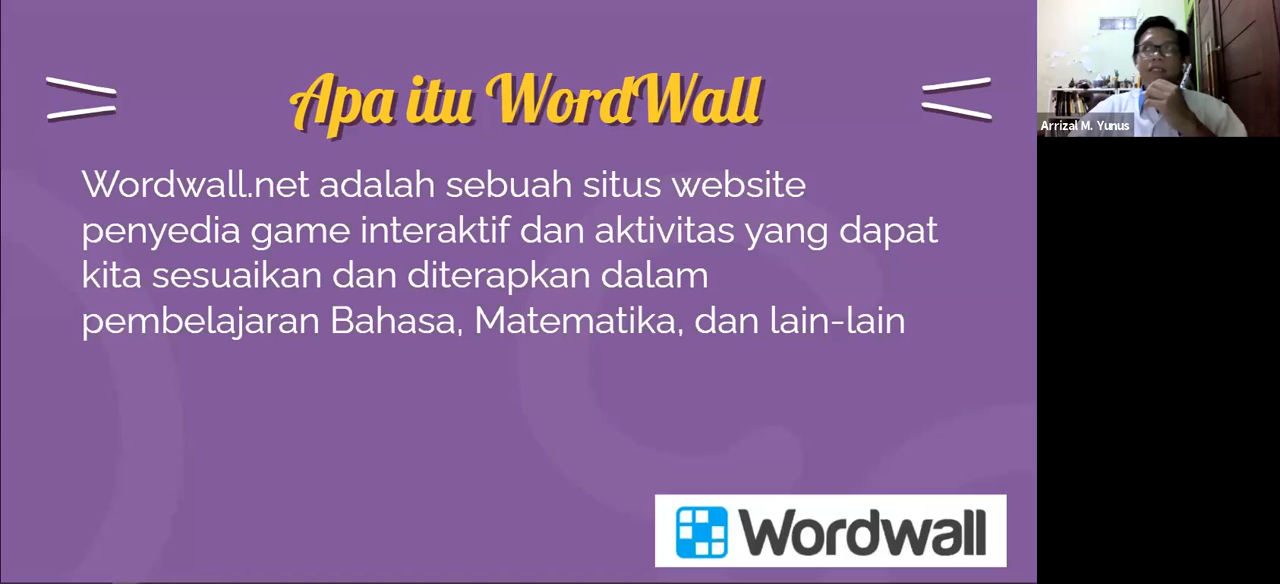 Apa itu WordWall
Wordwall.net adalah sebuah situs website
penyedia game interaktif dan aktivitas yang dapat
kita sesuaikan dan diterapkan dalam
pembelajaran Bahasa, Matematika, dan lain-lain
Wordwall
Arrizal M. Yunus